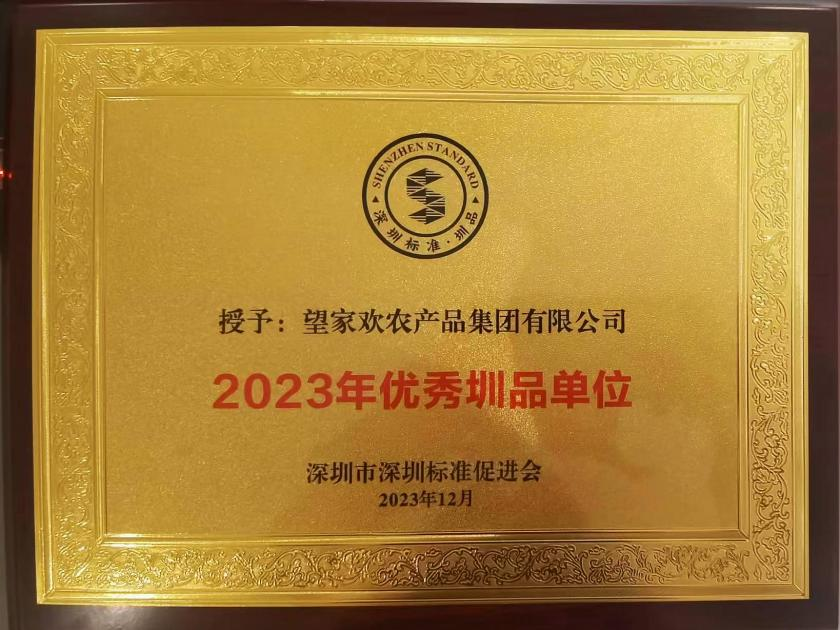 SHENZHEN STANDARD
深圳标准·圳品
授予：望家欢农产品集团有限公司
2023年优秀圳品单位
深圳市深圳标准促进会
2023年12月